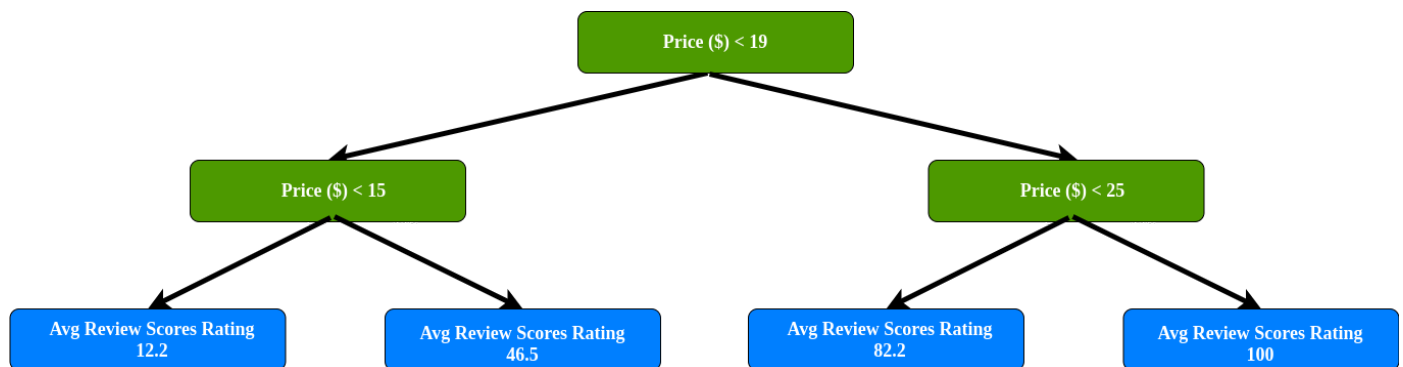 Price ($) < 19
Price ($) < 15
Price ($) < 25
Avg Review Scores Rating
12.2
Avg Review Scores Rating
46.5
Avg Review Scores Rating
82.2
Avg Review Scores Rating
100